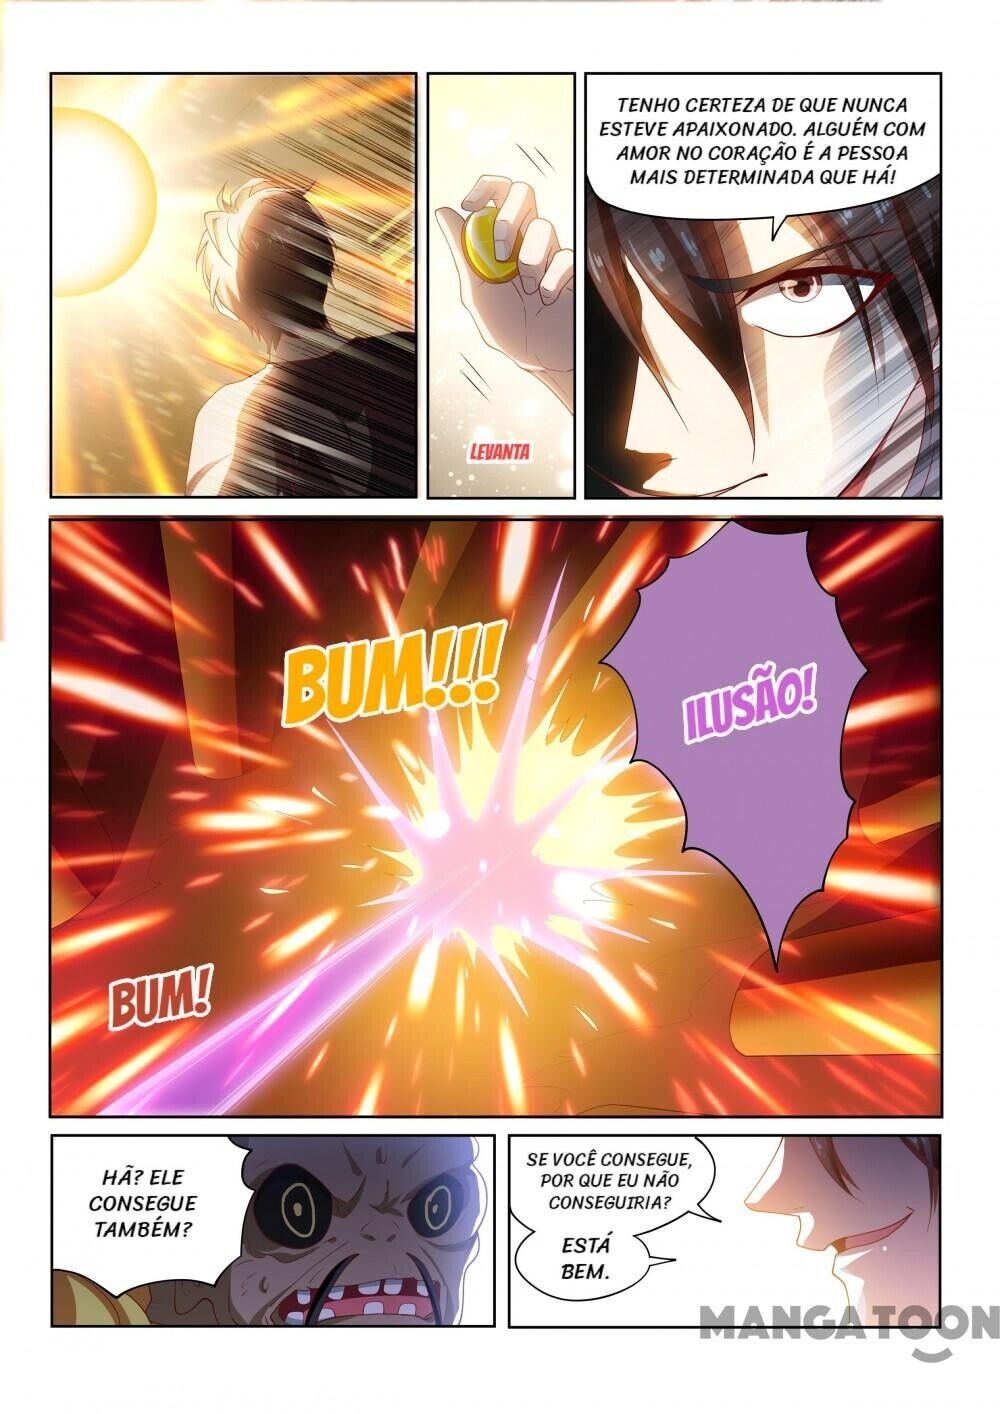 TENHO CERTEZA DE QUE NUNCA
ESTEVE APAIXONADO. ALGUÉM COM
AMOR NO CORAÇÃO É A PESSOA
MAIS DETERMINADA QUE HÁ!
LEVANTA
BUM!!!
ILUSÃO!
BUM!
HÃ? ELE
CONSEGUE
TAMBÉM?
SE VOCÊ CONSEGUE,
POR QUE EU NÃO
CONSEGUIRIA?
ESTÁ
BEM.
MANGATOON